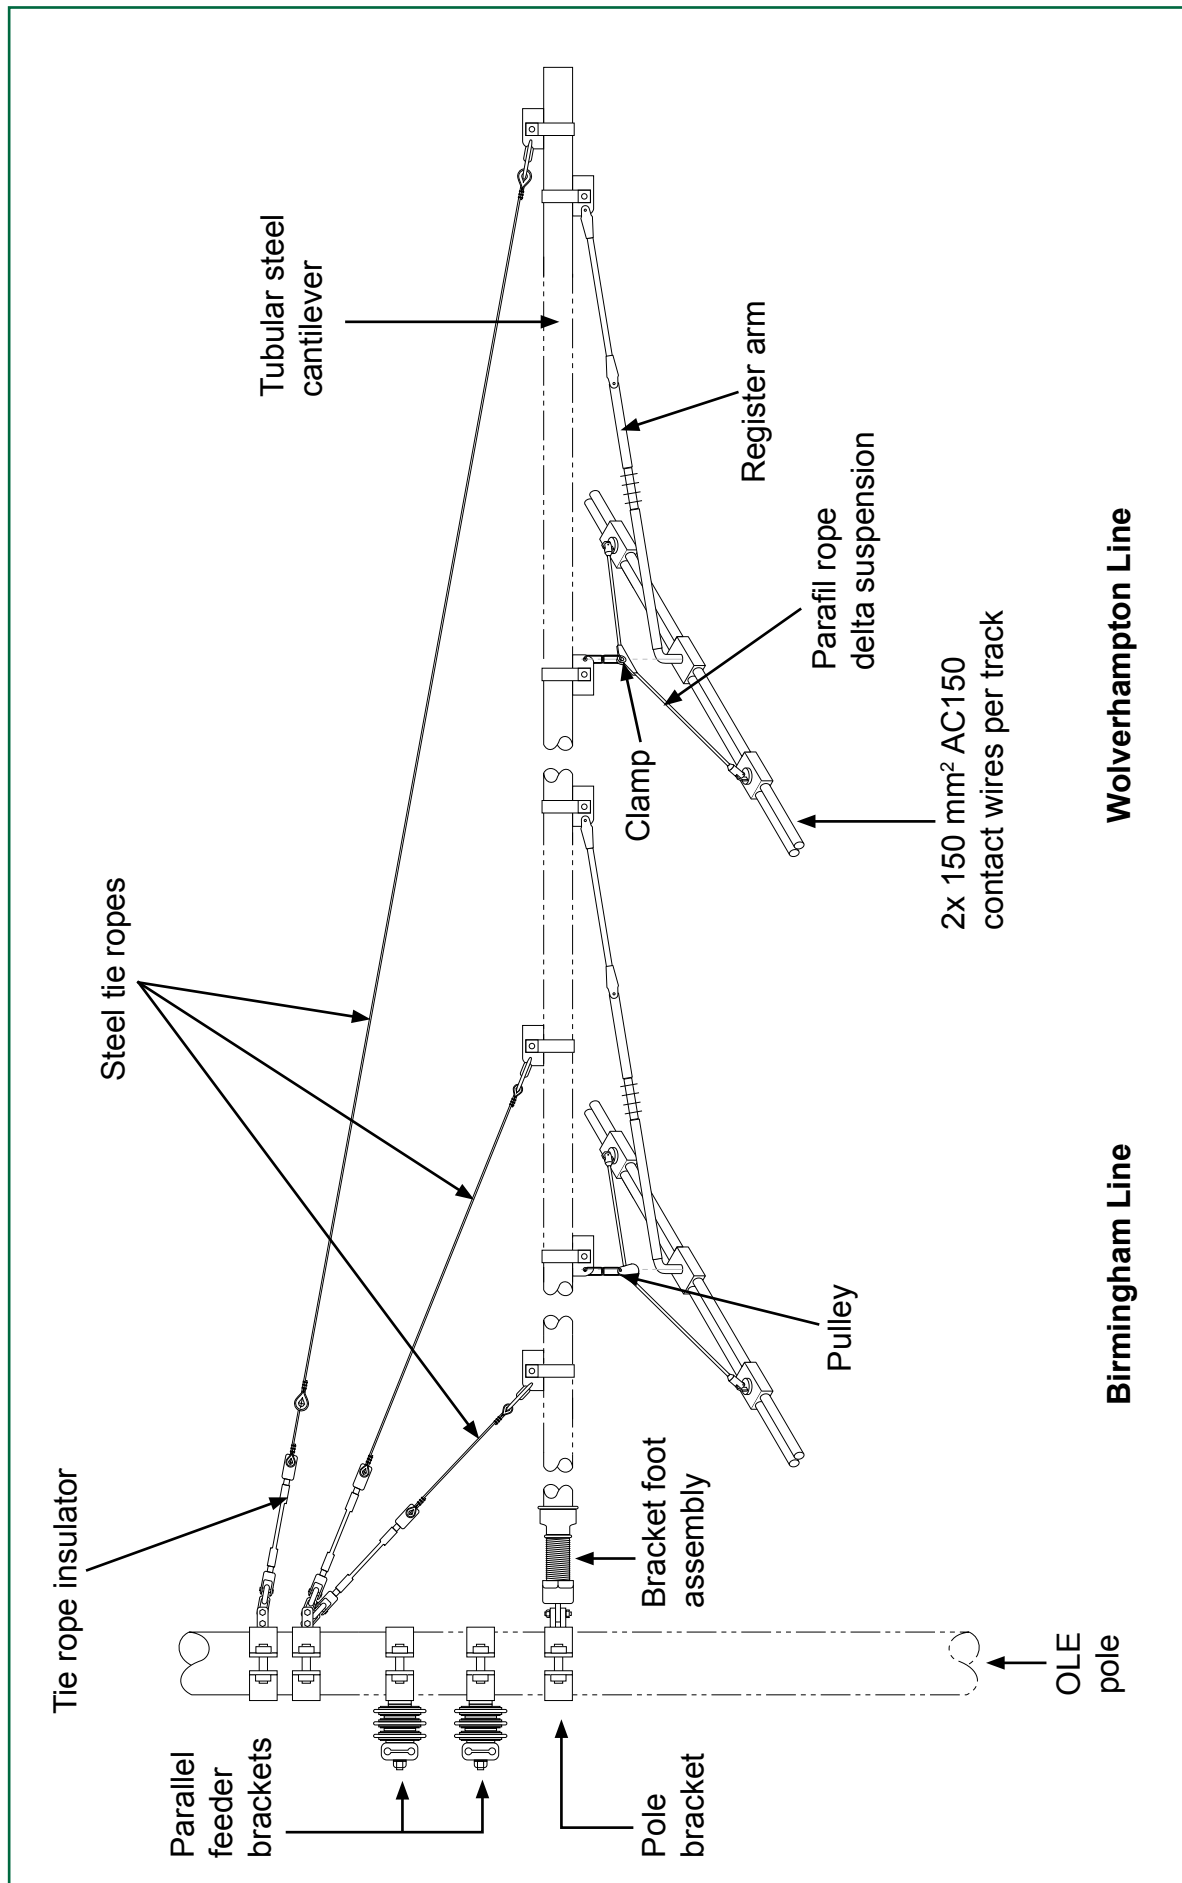 Parallel
feeder
brackets
Tie rope insulator
Steel tie ropes
Tubular steel
cantilever
Pole
bracket
Bracket foot
assembly
Pulley
Clamp
Parafil rope
delta suspension
Register arm
2x 150 mm² AC150
contact wires per track
OLE
pole
Birmingham Line
Wolverhampton Line